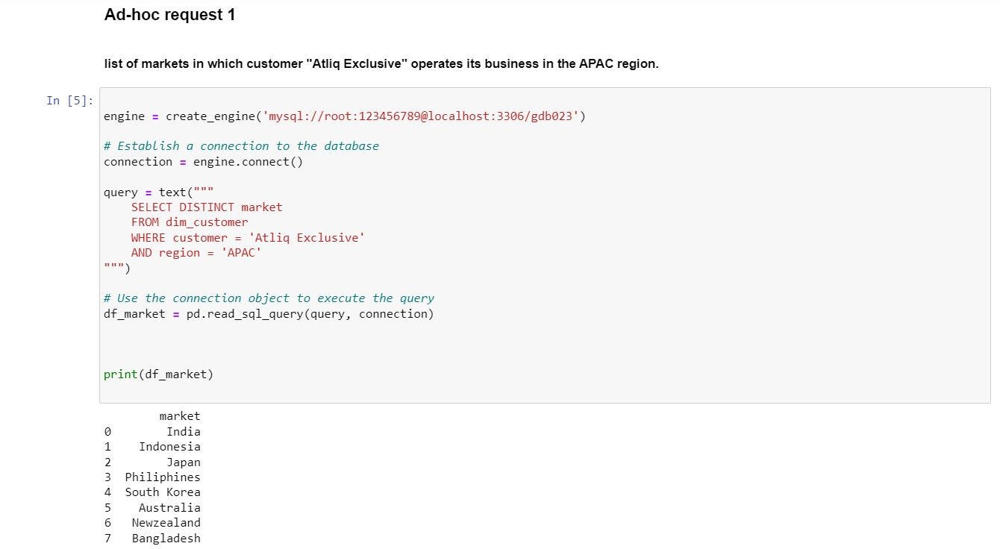 Ad-hoc request 1
list of markets in which customer "Atliq Exclusive" operates its business in the APAC region.
In [5]:
engine = create_engine('mysql://root:123456789@localhost:3306/gdb023')
# Establish a connection to the database
connection = engine.connect()
query = text("""
SELECT DISTINCT market
FROM dim_customer
WHERE customer = 'Atliq Exclusive'
AND region = 'APAC'
""")
# Use the connection object to execute the query
df_market = pd.read_sql_query(query, connection)
print(df_market)
market
0 India
1 Indonesia
2 Japan
3 Philiphines
4 South Korea
5 Australia
6 Newzealand
7 Bangladesh